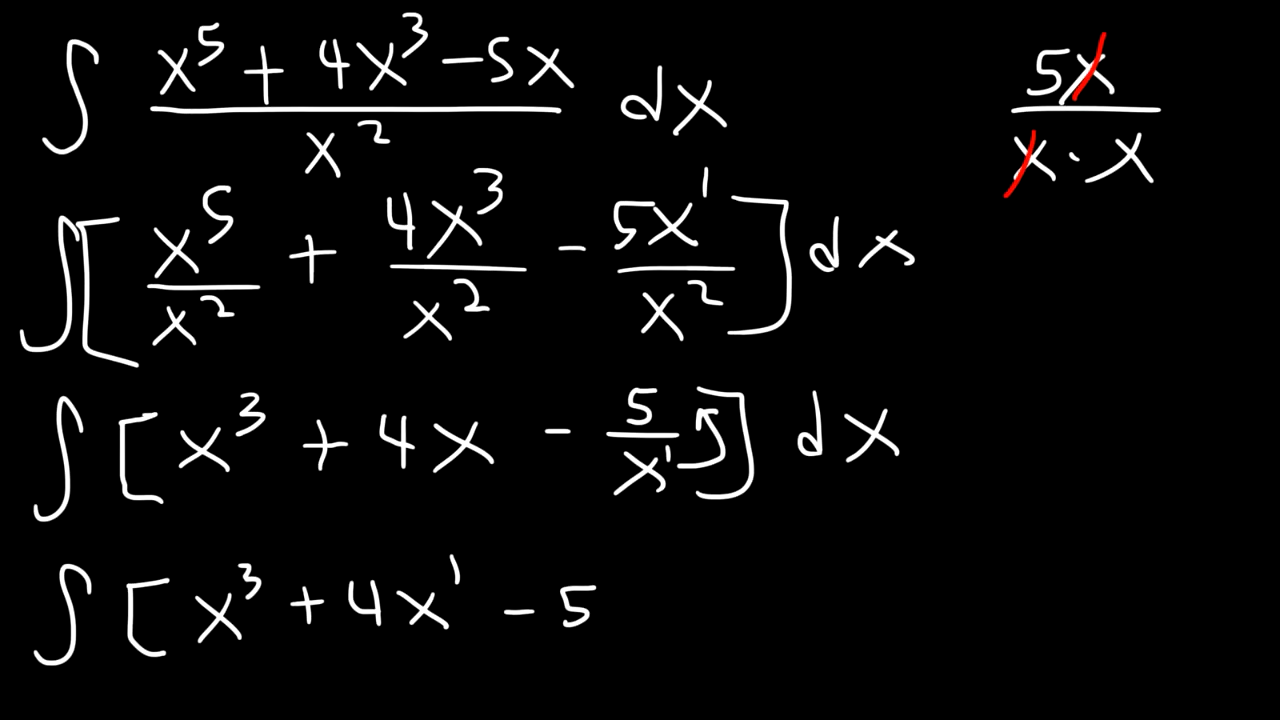 ∫ (x⁵ + 4x³ − 5x)/x² dx
5x/(x · x)
∫ [x⁵/x² + 4x³/x² − 5x¹/x²] dx
∫ [x³ + 4x − 5/x¹] dx
∫ [x³ + 4x¹ − 5